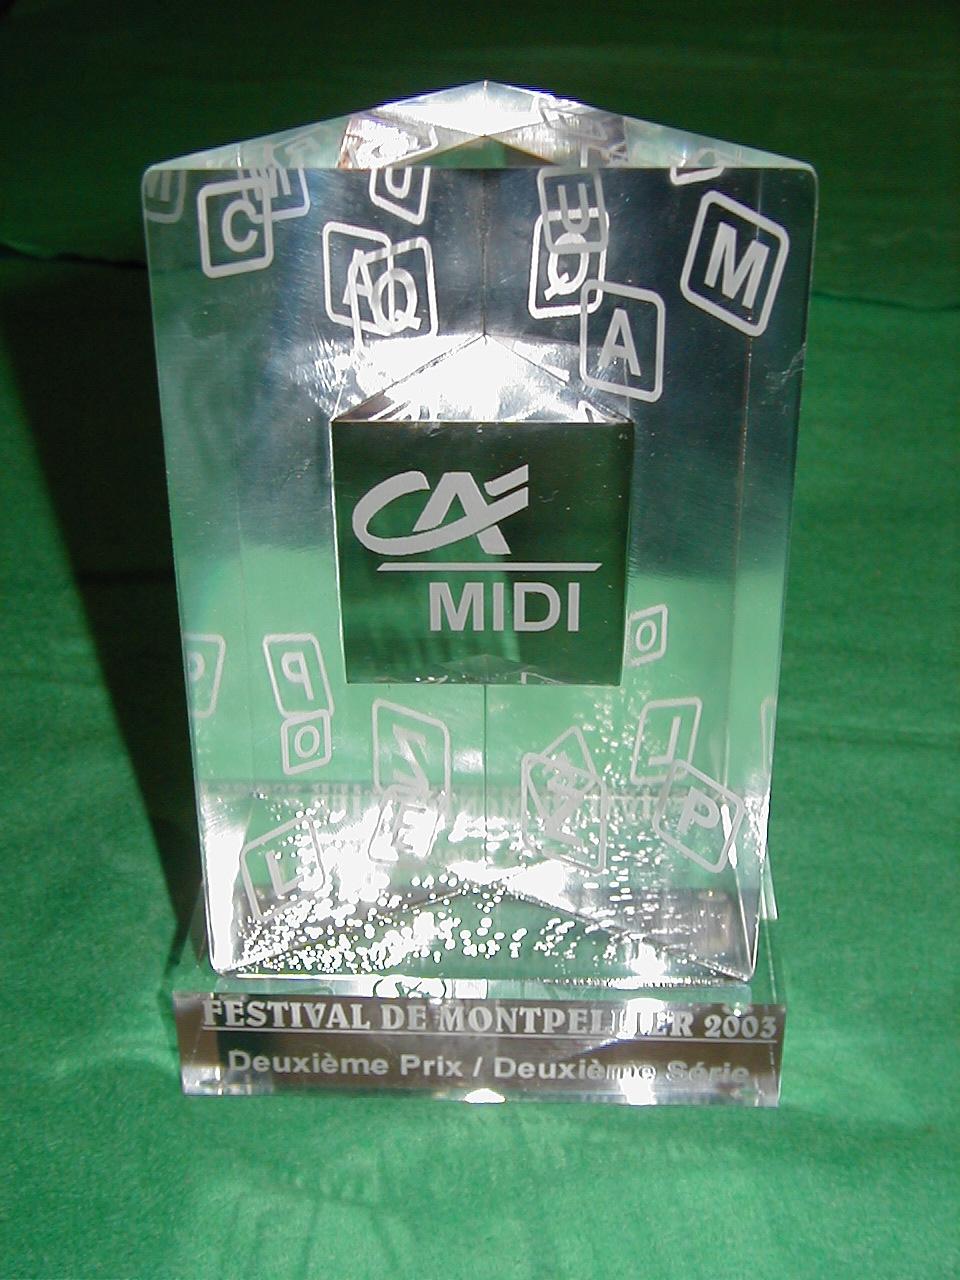 C
M
A
Q
Q
A
CA
MIDI
P
O
O
Z
I
E
Z
P
L
FESTIVAL DE MONTPELLIER 2003
Deuxième Prix / Deuxième Série